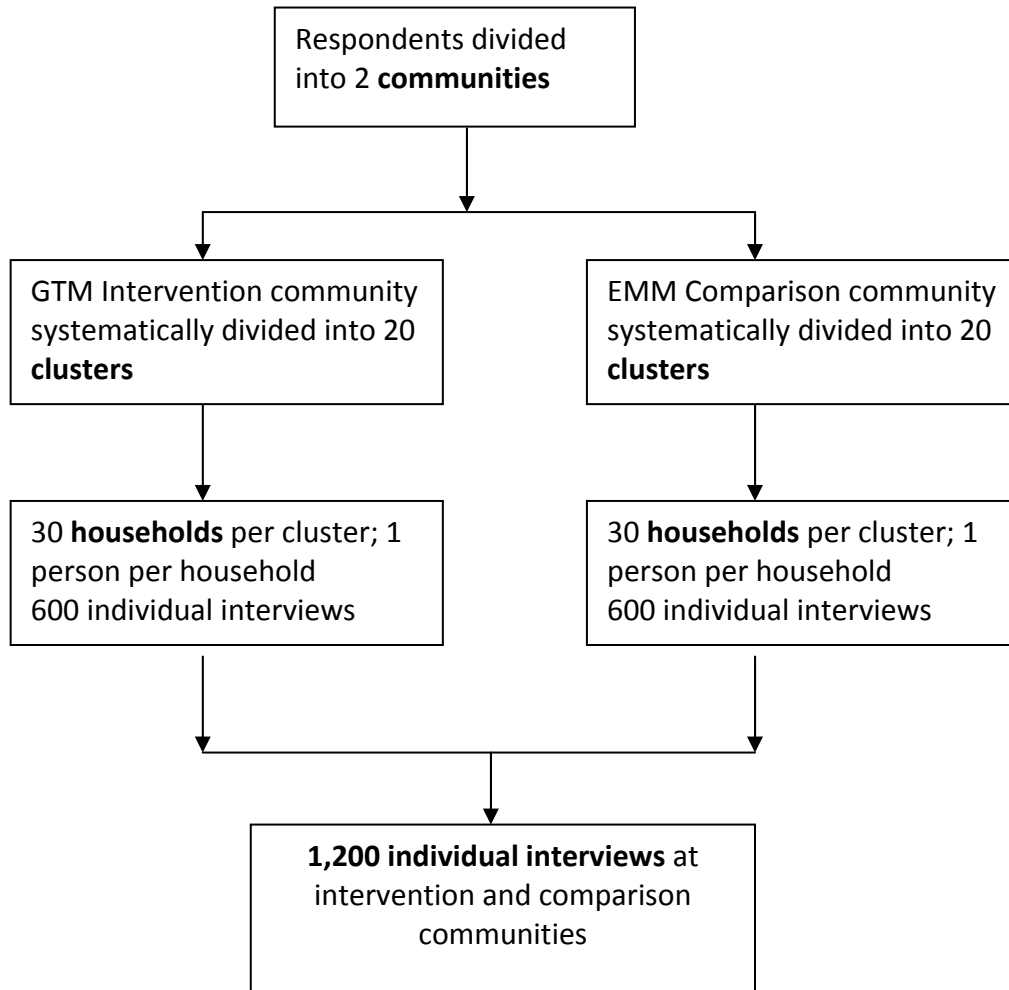 Respondents divided
into 2 communities
GTM Intervention community
systematically divided into 20
clusters
EMM Comparison community
systematically divided into 20
clusters
30 households per cluster; 1
person per household
600 individual interviews
30 households per cluster; 1
person per household
600 individual interviews
1,200 individual interviews at
intervention and comparison
communities